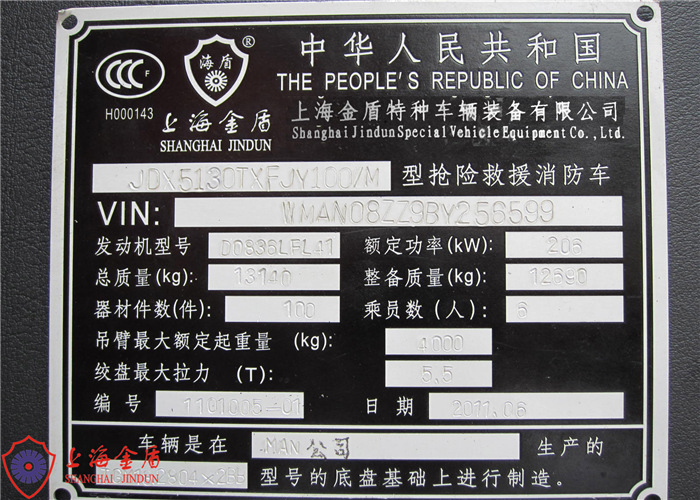 CCC F
H000143
海盾 ®
上海金盾
SHANGHAI JINDUN
中华人民共和国
THE PEOPLE'S REPUBLIC OF CHINA
上海金盾特种车辆装备有限公司
Shanghai Jindun Special Vehicle Equipment Co., Ltd.
JDX5130TXFJY100/M 型抢险救援消防车
VIN: WMAN08ZZ9BY256599
发动机型号 D0836LFL41 额定功率(kW): 206
总质量(kg): 13140 整备质量(kg): 12690
器材件数(件): 100 乘员数(人): 6
吊臂最大额定起重量 (kg): 4000
绞盘最大拉力 (T): 5.5
编号 1101005-01 日期 2011.06
车辆是在 MAN 公司 生产的
型号的底盘基础上进行制造。
上海金盾
SHANGHAI JINDUN